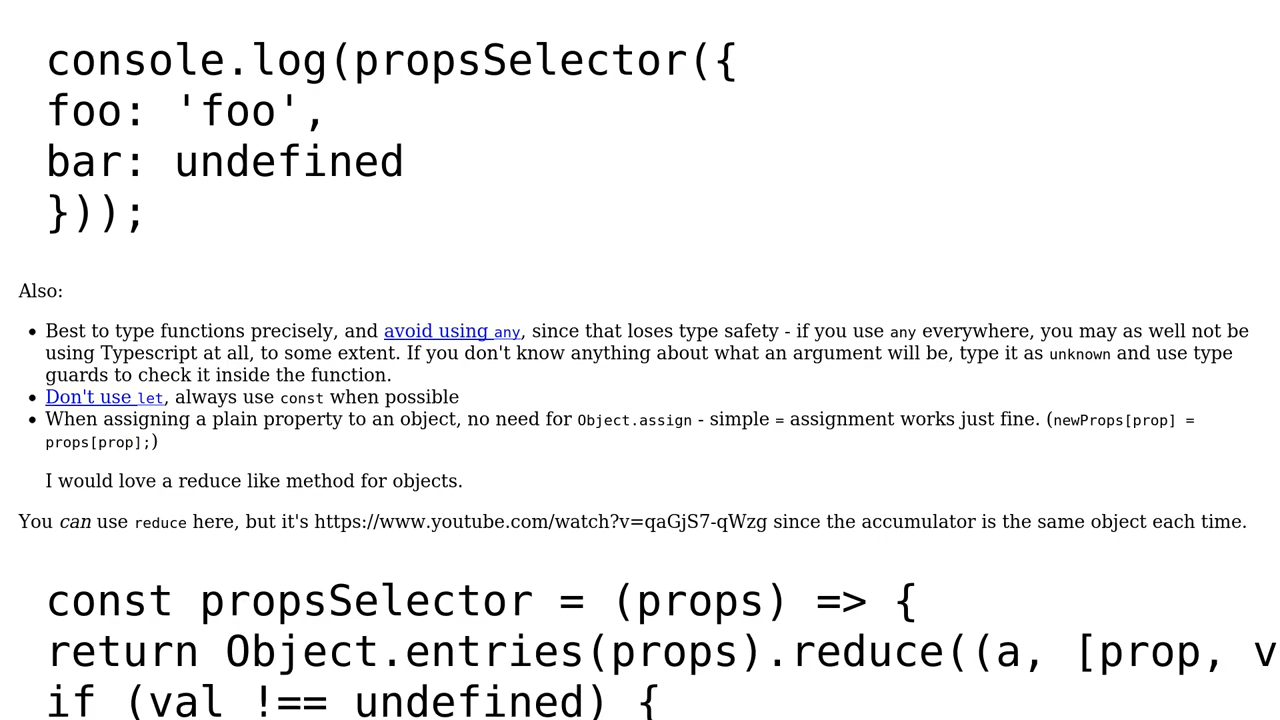 console.log(propsSelector({
foo: 'foo',
bar: undefined
}));
Also:
• Best to type functions precisely, and avoid using any, since that loses type safety - if you use any everywhere, you may as well not be
using Typescript at all, to some extent. If you don't know anything about what an argument will be, type it as unknown and use type
guards to check it inside the function.
• Don't use let, always use const when possible
• When assigning a plain property to an object, no need for Object.assign - simple = assignment works just fine. (newProps[prop] =
props[prop];)
I would love a reduce like method for objects.
You can use reduce here, but it's https://www.youtube.com/watch?v=qaGjS7-qWzg since the accumulator is the same object each time.
const propsSelector = (props) => {
return Object.entries(props).reduce((a, [prop, v
if (val !== undefined) {